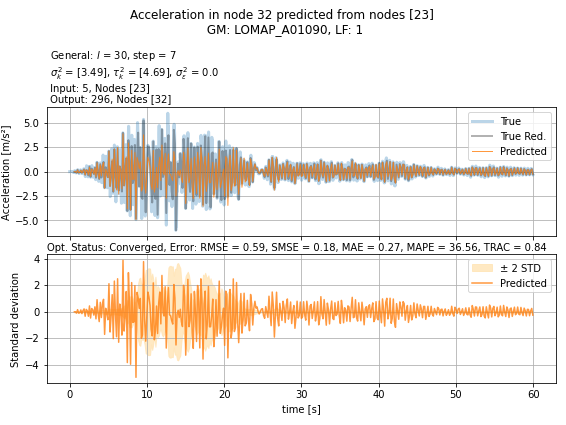 Acceleration in node 32 predicted from nodes [23]
GM: LOMAP_A01090, LF: 1
General: l = 30, step = 7
σ²ₖ = [3.49], τ²ₖ = [4.69], σ²ε = 0.0
Input: 5, Nodes [23]
Output: 296, Nodes [32]
Acceleration [m/s²]
5.0
2.5
0.0
−2.5
−5.0
True
True Red.
Predicted
Opt. Status: Converged, Error: RMSE = 0.59, SMSE = 0.18, MAE = 0.27, MAPE = 36.56, TRAC = 0.84
Standard deviation
4
2
0
−2
−4
± 2 STD
Predicted
0 10 20 30 40 50 60
time [s]